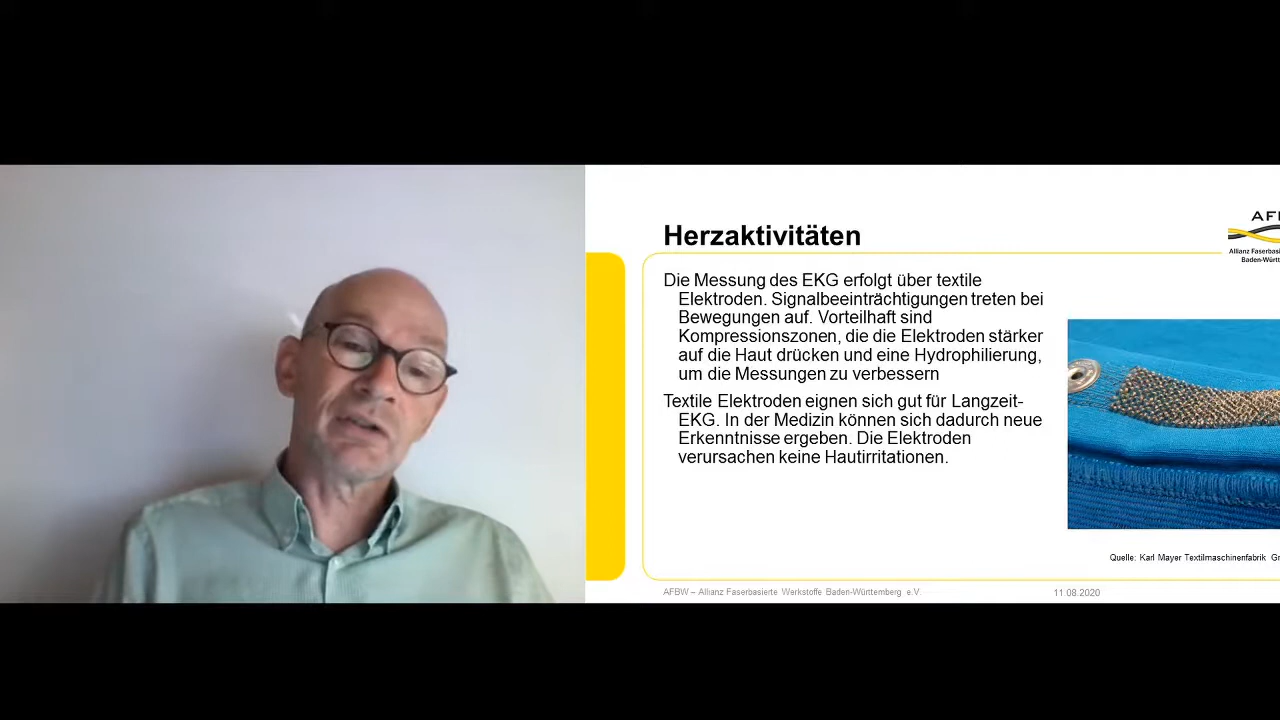 Herzaktivitäten
Die Messung des EKG erfolgt über textile
Elektroden. Signalbeeinträchtigungen treten bei
Bewegungen auf. Vorteilhaft sind
Kompressionszonen, die die Elektroden stärker
auf die Haut drücken und eine Hydrophilierung,
um die Messungen zu verbessern
Textile Elektroden eignen sich gut für Langzeit-
EKG. In der Medizin können sich dadurch neue
Erkenntnisse ergeben. Die Elektroden
verursachen keine Hautirritationen.
Allianz
Quelle: Karl Mayer Textilmaschinenfabrik
AFBW – Allianz Faserbasierte Werkstoffe Baden-Württemberg e.V.
11.08.2020